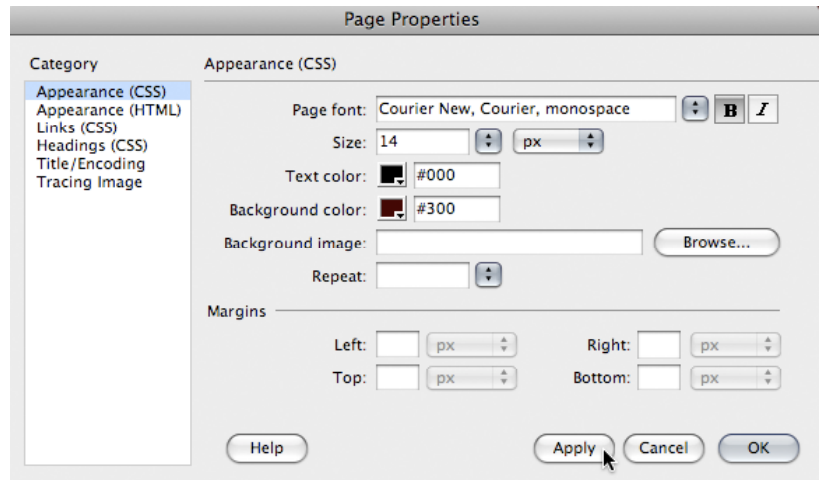 Page Properties
Category
Appearance (CSS)
Appearance (HTML)
Links (CSS)
Headings (CSS)
Title/Encoding
Tracing Image
Appearance (CSS)
Page font: Courier New, Courier, monospace B I
Size: 14 px
Text color: #000
Background color: #300
Background image: Browse...
Repeat:
Margins
Left: px Right: px
Top: px Bottom: px
Help Apply Cancel OK